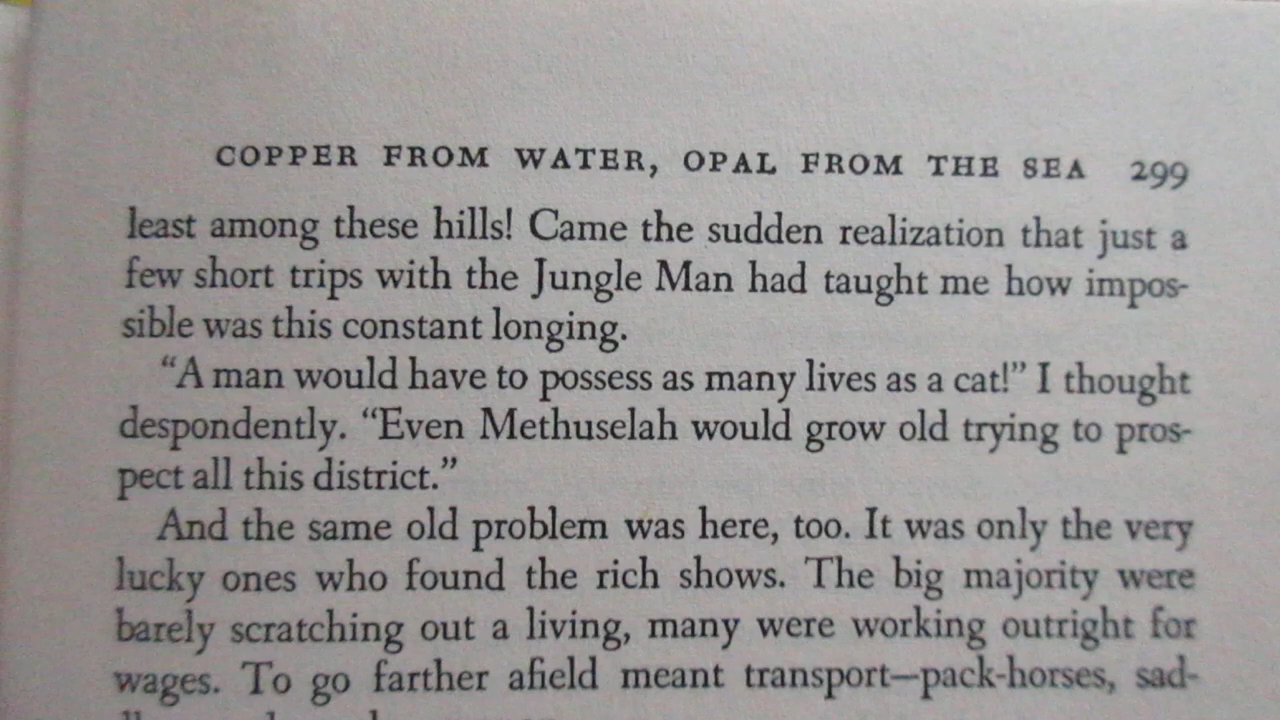 COPPER FROM WATER, OPAL FROM THE SEA 299
least among these hills! Came the sudden realization that just a
few short trips with the Jungle Man had taught me how impos-
sible was this constant longing.
“A man would have to possess as many lives as a cat!” I thought
despondently. “Even Methuselah would grow old trying to pros-
pect all this district.”
And the same old problem was here, too. It was only the very
lucky ones who found the rich shows. The big majority were
barely scratching out a living, many were working outright for
wages. To go farther afield meant transport—pack-horses, sad-